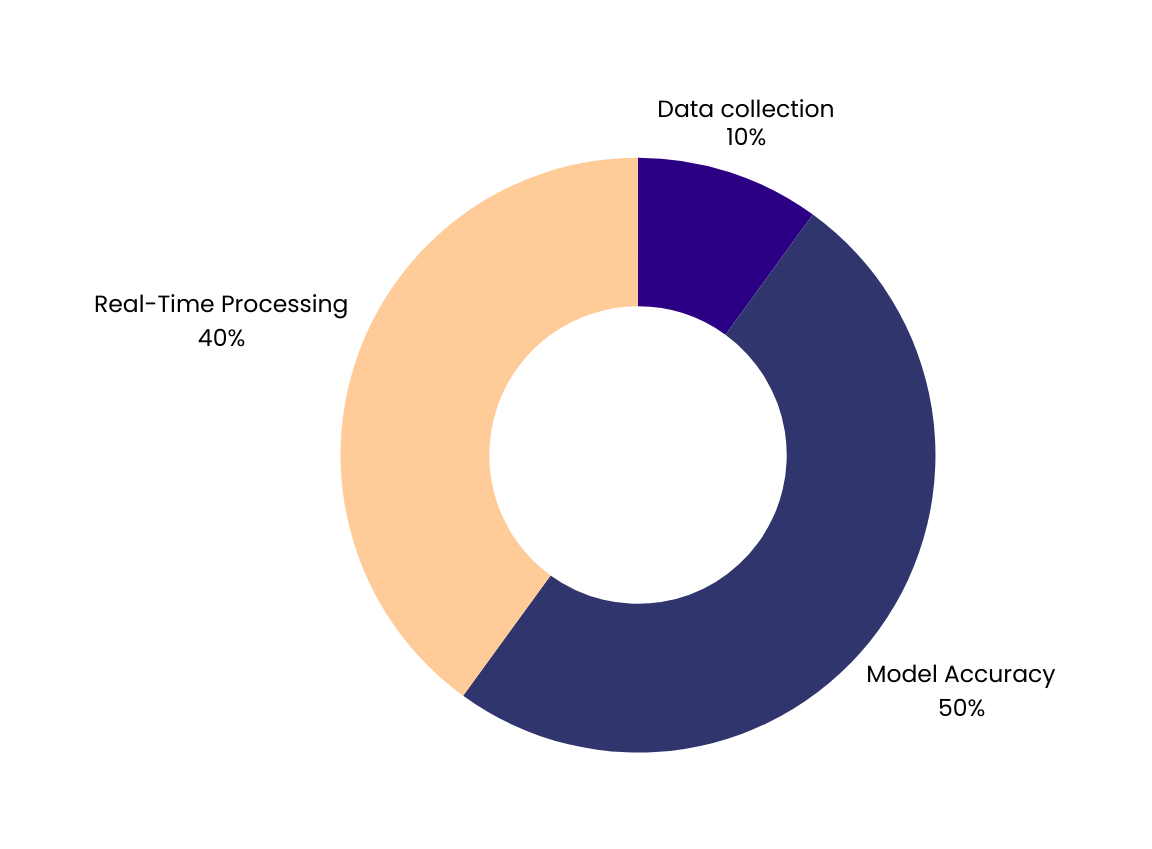 Data collection
10%
Real-Time Processing
40%
Model Accuracy
50%